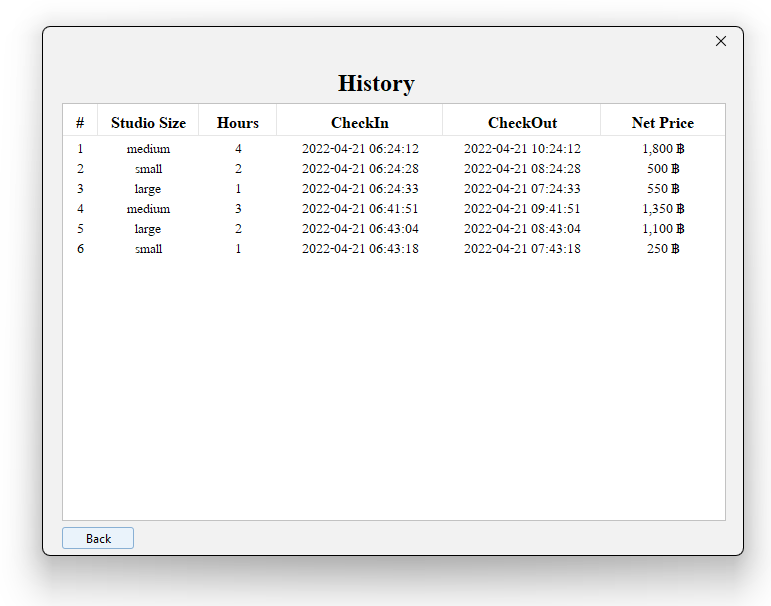 History
# Studio Size Hours CheckIn CheckOut Net Price
1 medium 4 2022-04-21 06:24:12 2022-04-21 10:24:12 1,800 ฿
2 small 2 2022-04-21 06:24:28 2022-04-21 08:24:28 500 ฿
3 large 1 2022-04-21 06:24:33 2022-04-21 07:24:33 550 ฿
4 medium 3 2022-04-21 06:41:51 2022-04-21 09:41:51 1,350 ฿
5 large 2 2022-04-21 06:43:04 2022-04-21 08:43:04 1,100 ฿
6 small 1 2022-04-21 06:43:18 2022-04-21 07:43:18 250 ฿
Back